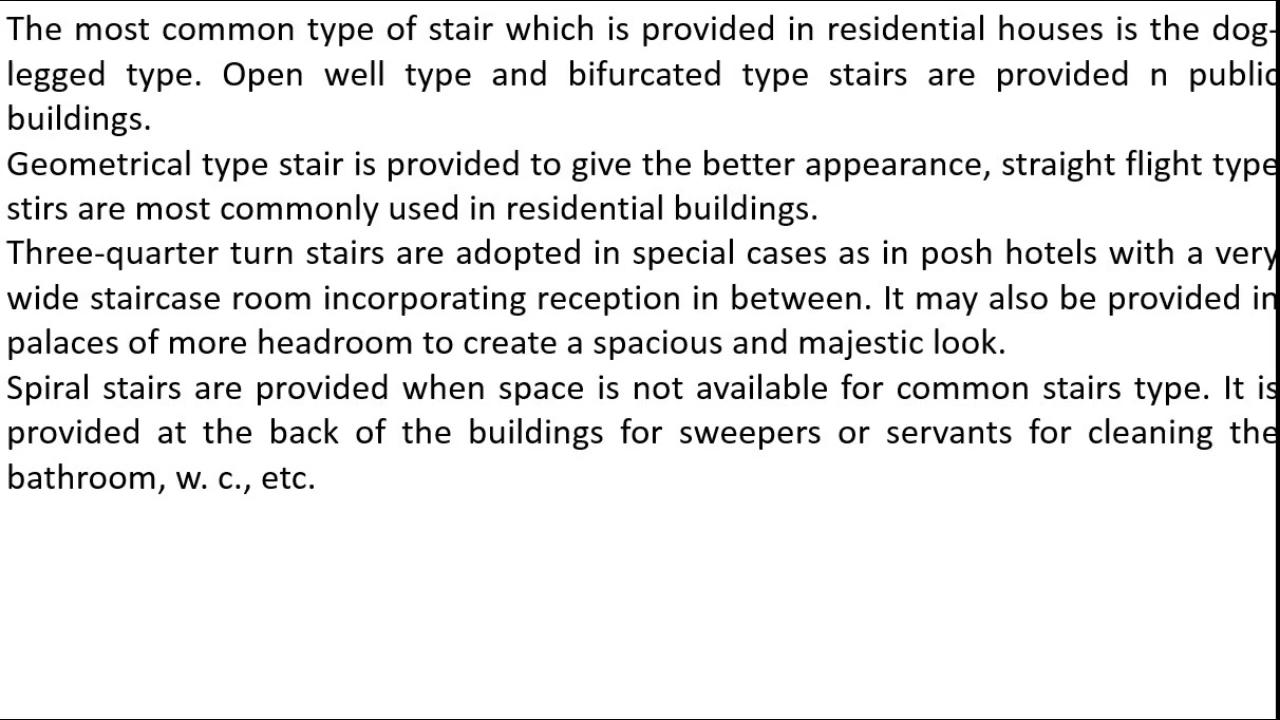 The most common type of stair which is provided in residential houses is the dog-
legged type. Open well type and bifurcated type stairs are provided n public
buildings.
Geometrical type stair is provided to give the better appearance, straight flight type
stirs are most commonly used in residential buildings.
Three-quarter turn stairs are adopted in special cases as in posh hotels with a very
wide staircase room incorporating reception in between. It may also be provided in
palaces of more headroom to create a spacious and majestic look.
Spiral stairs are provided when space is not available for common stairs type. It is
provided at the back of the buildings for sweepers or servants for cleaning the
bathroom, w. c., etc.